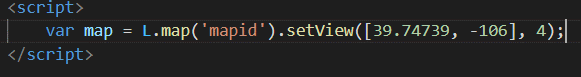 <script>
var map = L.map('mapid').setView([39.74739, -106], 4);
</script>